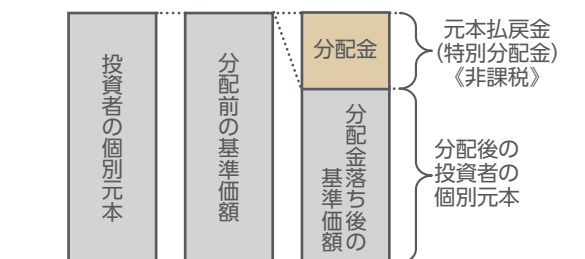 投資者の個別元本
分配前の基準価額
分配金
分配金落ち後の
基準価額
元本払戻金
(特別分配金)
《非課税》
分配後の
投資者の
個別元本